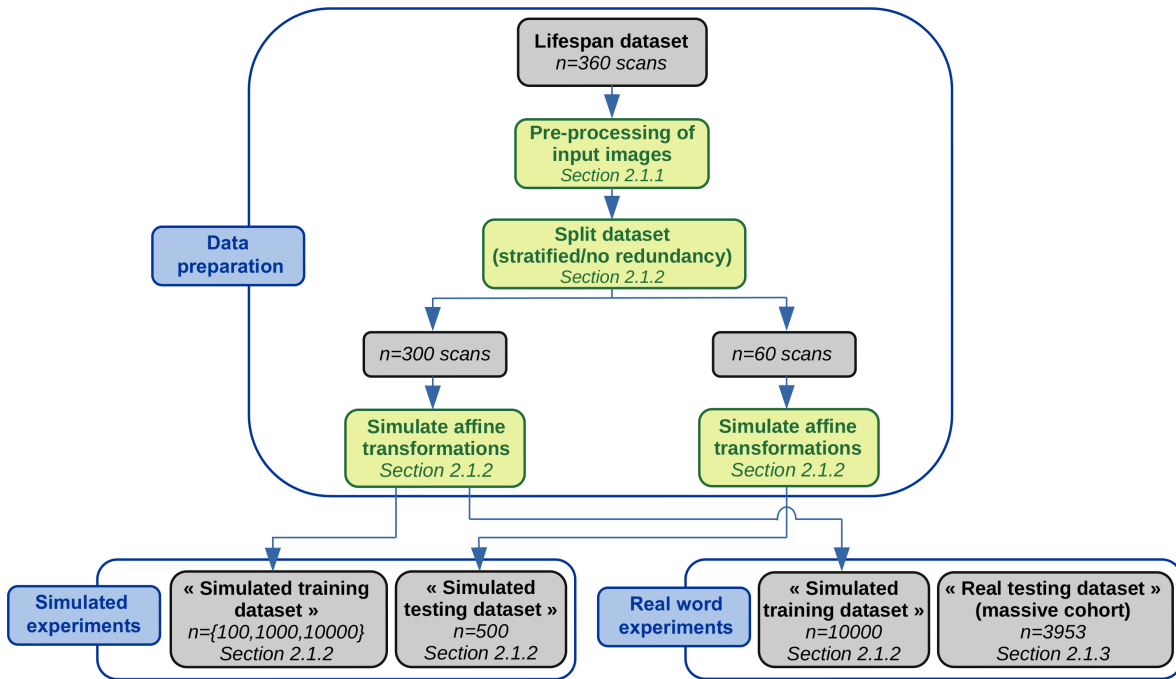 Lifespan dataset
n=360 scans
Pre-processing of
input images
Section 2.1.1
Data
preparation
Split dataset
(stratified/no redundancy)
Section 2.1.2
n=300 scans
n=60 scans
Simulate affine
transformations
Section 2.1.2
Simulate affine
transformations
Section 2.1.2
Simulated
experiments
« Simulated training
dataset »
n={100,1000,10000}
Section 2.1.2
« Simulated
testing dataset »
n=500
Section 2.1.2
Real word
experiments
« Simulated
training dataset »
n=10000
Section 2.1.2
« Real testing dataset »
(massive cohort)
n=3953
Section 2.1.3